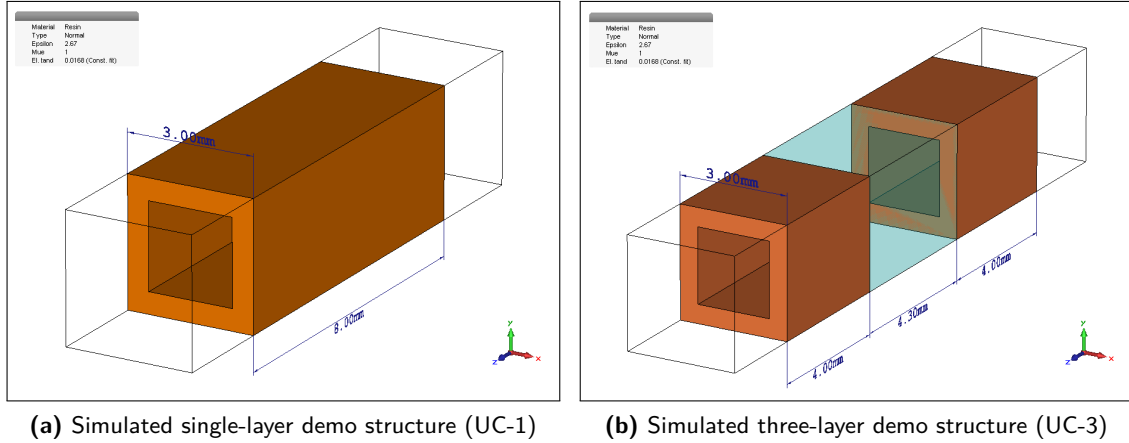 Material Resin
Type Normal
Epsilon 2.67
Mue 1
El. tand 0.0168 (Const. fit)
3.00mm
8.00mm
y
z x
(a) Simulated single-layer demo structure (UC-1)
Material Resin
Type Normal
Epsilon 2.67
Mue 1
El. tand 0.0168 (Const. fit)
3.00mm
4.00mm
4.30mm
4.00mm
y
z x
(b) Simulated three-layer demo structure (UC-3)